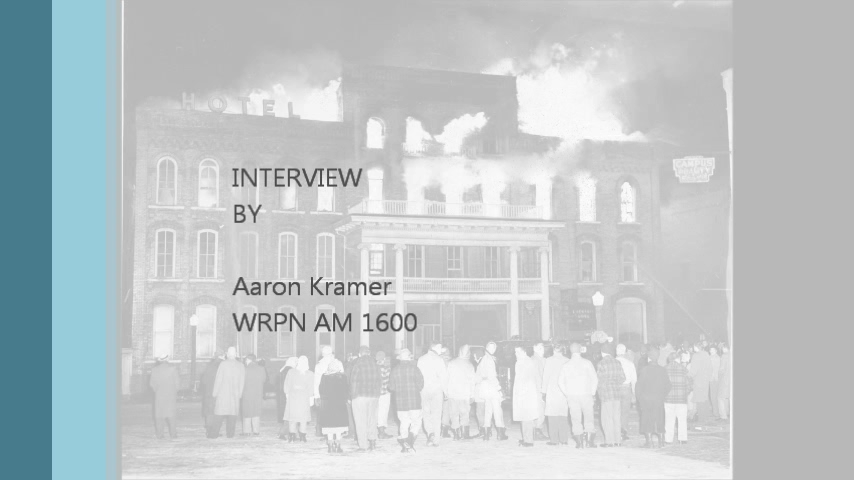 HOTEL
INTERVIEW
BY
Aaron Kramer
WRPN AM 1600